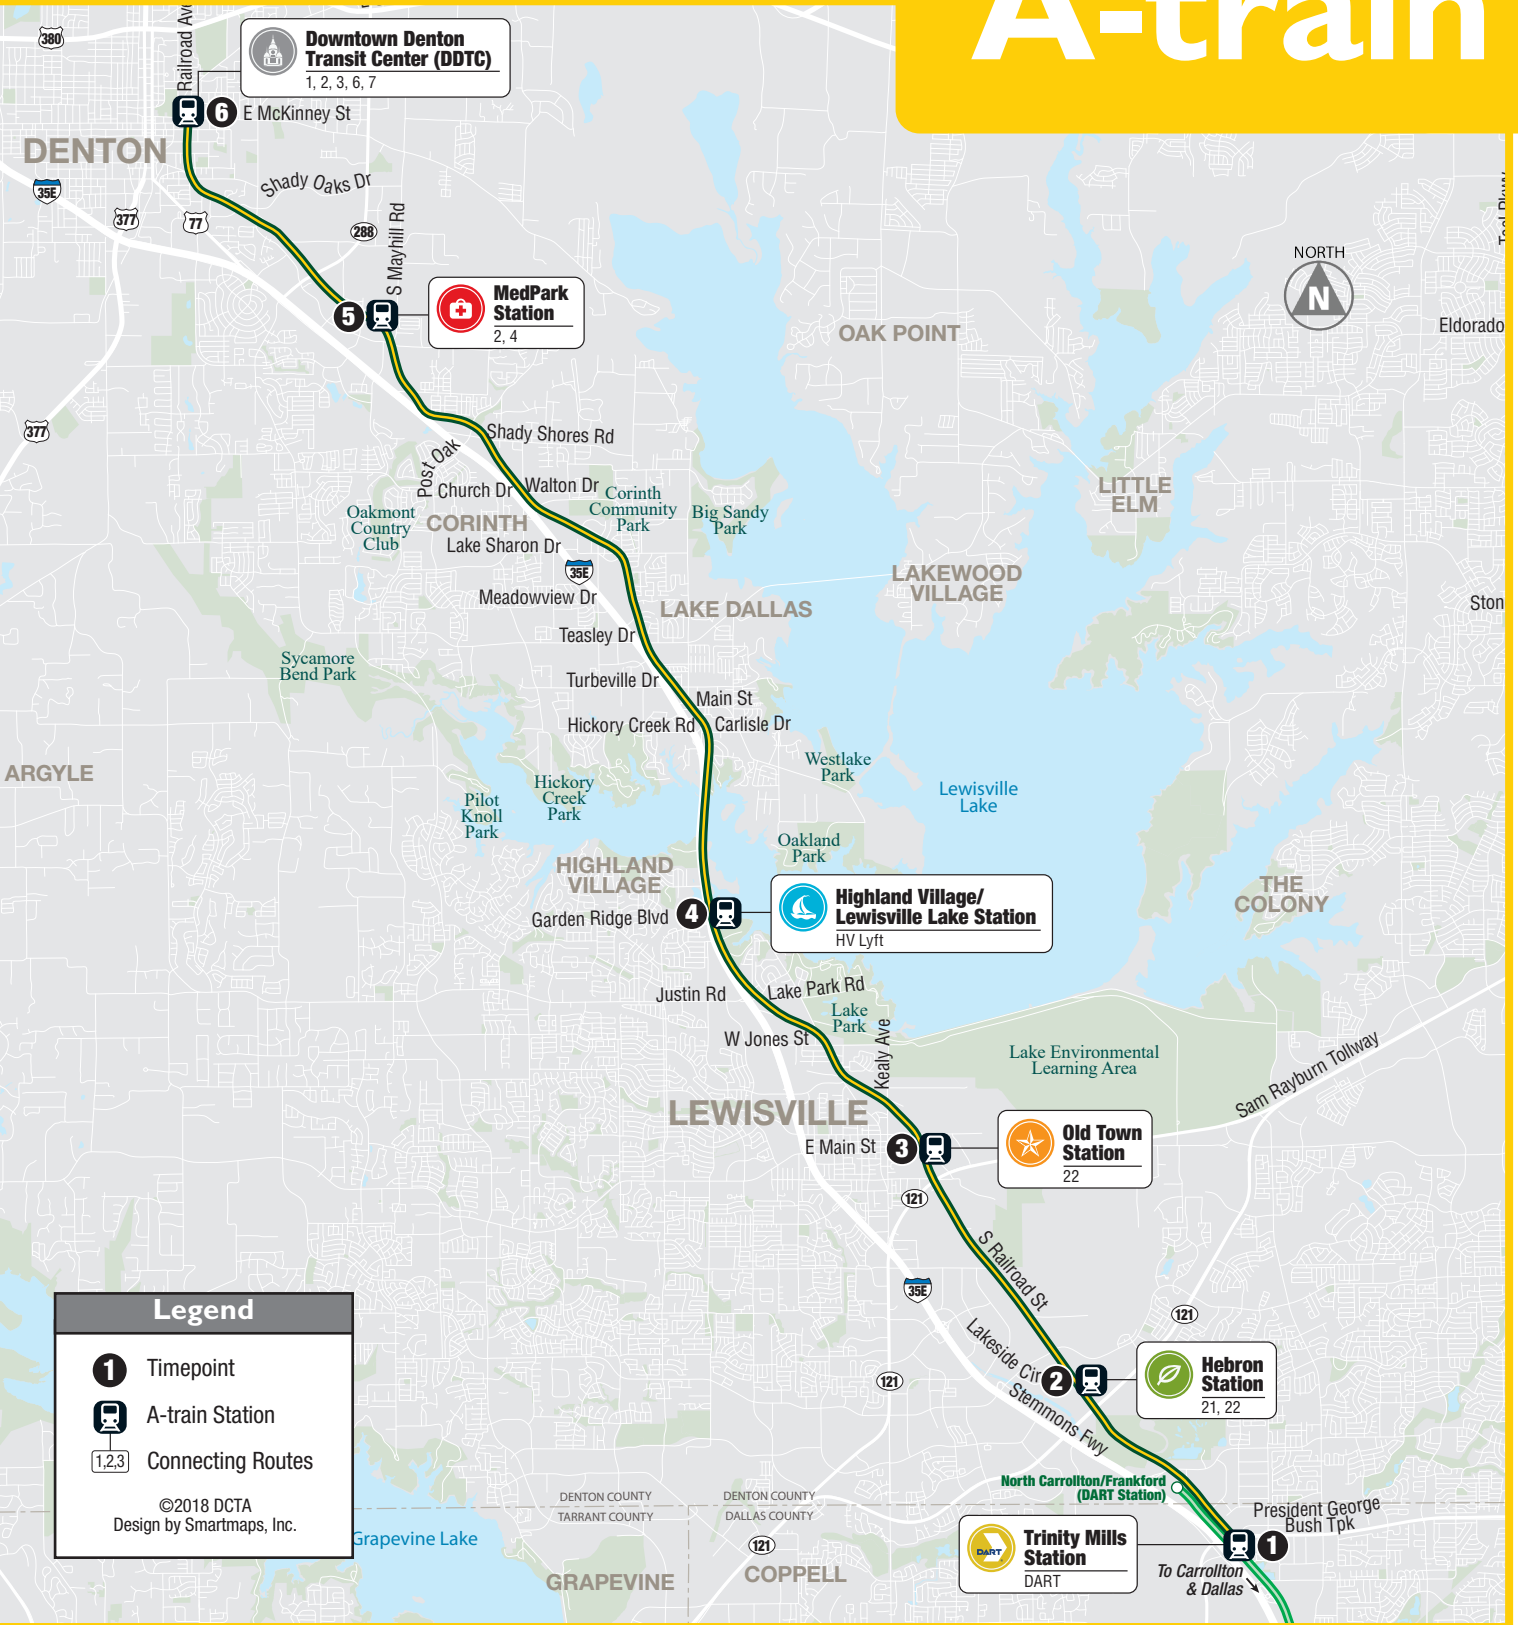 A-train
380
Railroad Ave
Downtown Denton
Transit Center (DDTC)
1, 2, 3, 6, 7
6
E McKinney St
DENTON
35E
377
77
Shady Oaks Dr
288
S Mayhill Rd
5
MedPark
Station
2, 4
NORTH
N
OAK POINT
Eldorado
377
Shady Shores Rd
Post Oak
Church Dr
Walton Dr
Oakmont
Country
Club
CORINTH
Corinth
Community
Park
Big Sandy
Park
LITTLE
ELM
Lake Sharon Dr
35E
Meadowview Dr
LAKE DALLAS
LAKEWOOD
VILLAGE
Ston
Teasley Dr
Sycamore
Bend Park
Turbeville Dr
Main St
Hickory Creek Rd
Carlisle Dr
ARGYLE
Pilot
Knoll
Park
Hickory
Creek
Park
Westlake
Park
Lewisville
Lake
Oakland
Park
HIGHLAND
VILLAGE
THE
COLONY
Garden Ridge Blvd
4
Highland Village/
Lewisville Lake Station
HV Lyft
Justin Rd
Lake Park Rd
Lake
Park
W Jones St
Kealy Ave
Lake Environmental
Learning Area
Sam Rayburn Tollway
LEWISVILLE
E Main St
3
Old Town
Station
22
121
S Railroad St
35E
121
Lakeside Cir
2
Hebron
Station
21, 22
121
Stemmons Fwy
North Carrollton/Frankford
(DART Station)
President George
Bush Tpk
DART
Trinity Mills
Station
DART
1
To Carrollton
& Dallas
DENTON COUNTY
TARRANT COUNTY
DENTON COUNTY
DALLAS COUNTY
121
Grapevine Lake
GRAPEVINE
COPPELL
Legend
1
Timepoint
A-train Station
1,2,3
Connecting Routes
©2018 DCTA
Design by Smartmaps, Inc.